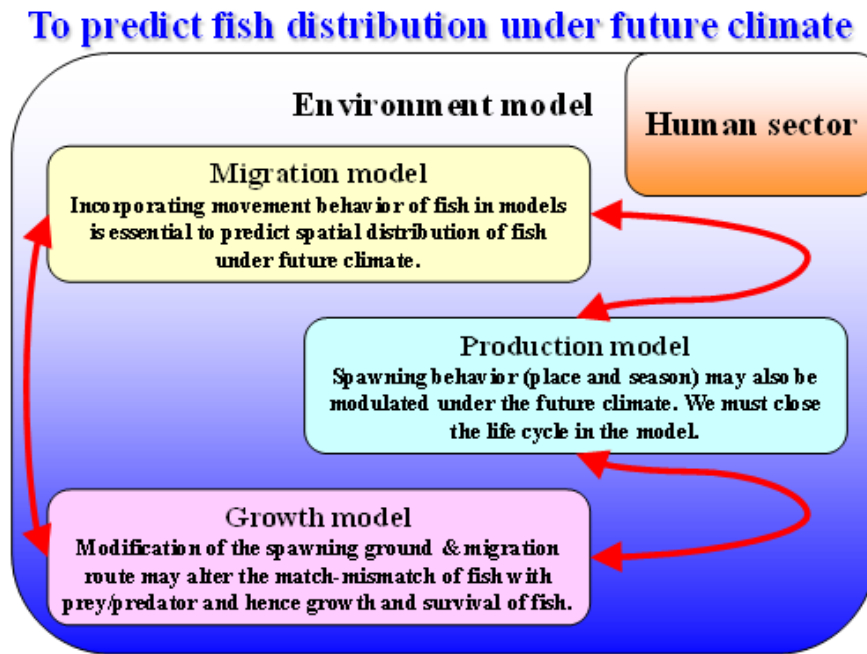 To predict fish distribution under future climate
Environment model
Human sector
Migration model
Incorporating movement behavior of fish in models
is essential to predict spatial distribution of fish
under future climate.
Production model
Spawning behavior (place and season) may also be
modulated under the future climate. We must close
the life cycle in the model.
Growth model
Modification of the spawning ground & migration
route may alter the match-mismatch of fish with
prey/predator and hence growth and survival of fish.